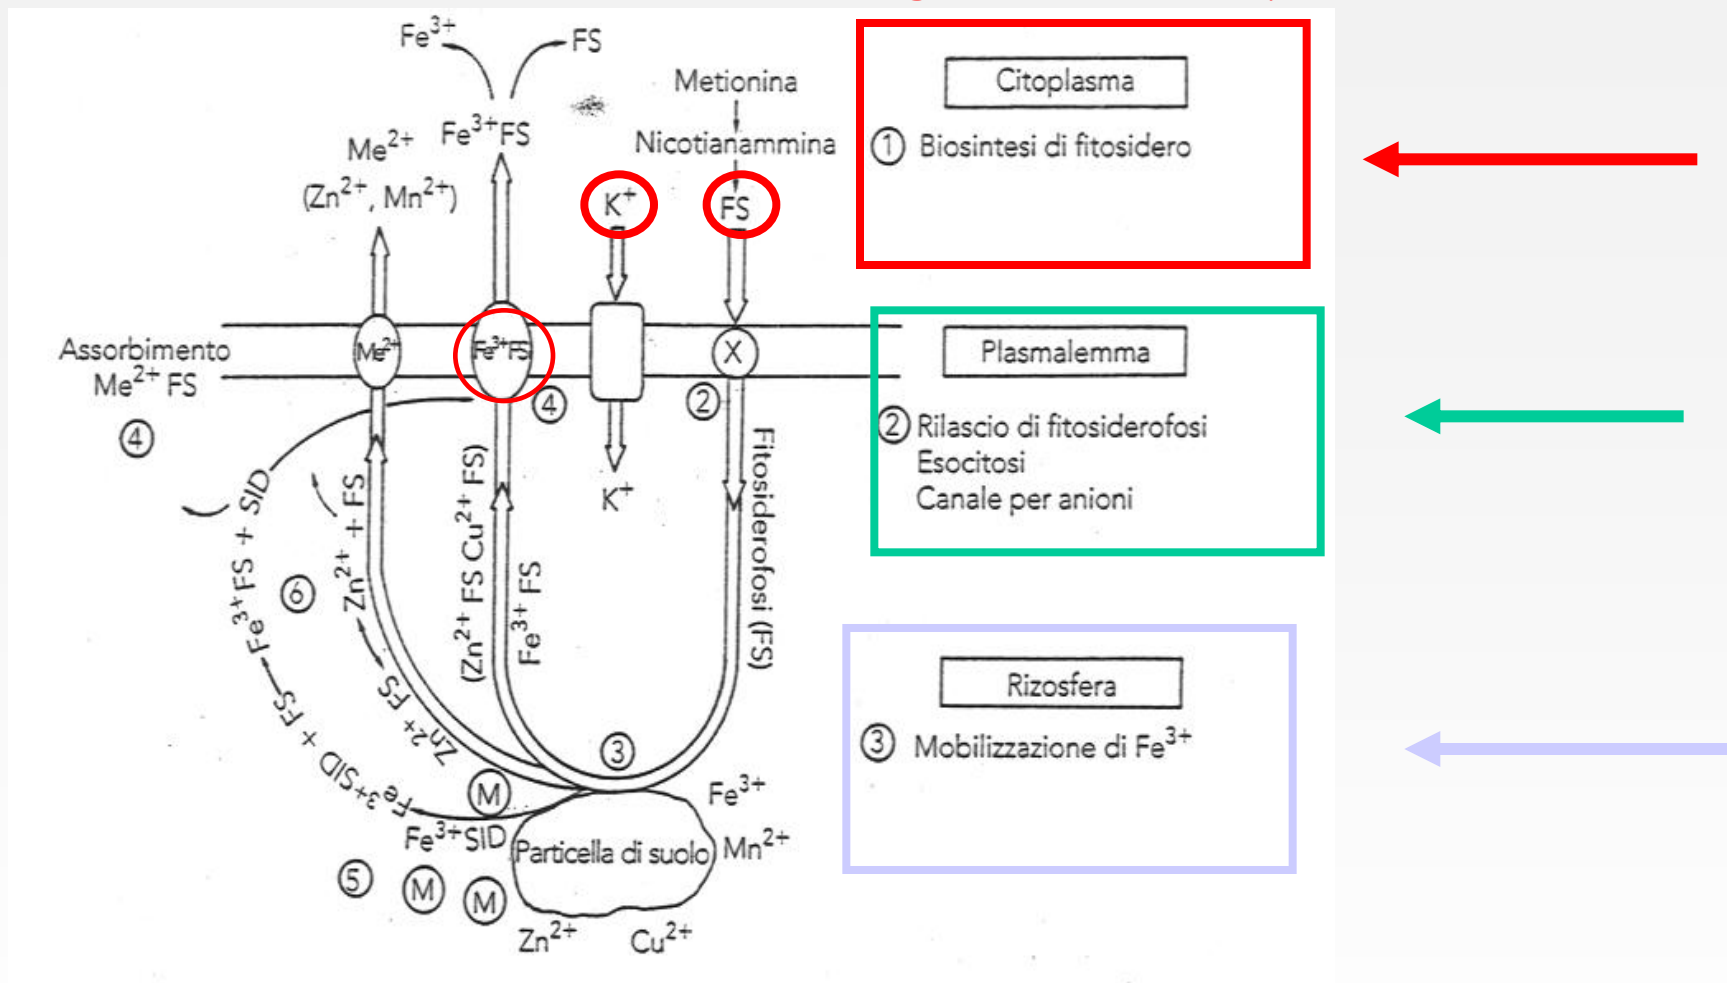 Fe³⁺
FS
Fe³⁺FS
Me²⁺
(Zn²⁺, Mn²⁺)
Metionina
Nicotianammina
K⁺
FS
Assorbimento
Me²⁺ FS
④
Me²⁺
Fe³⁺FS
④
X
②
K⁺
Fitosiderofosi (FS)
(Zn²⁺ FS Cu²⁺ FS)
Fe³⁺ FS
Zn²⁺ + FS
Zn²⁺ FS
⑥
Fe³⁺FS + SID
Fe³⁺SID + FS
③
M
Fe³⁺SID
⑤
M
M
Particella di suolo
Fe³⁺
Mn²⁺
Zn²⁺
Cu²⁺
Citoplasma
① Biosintesi di fitosidero
Plasmalemma
② Rilascio di fitosiderofosi
Esocitosi
Canale per anioni
Rizosfera
③ Mobilizzazione di Fe³⁺